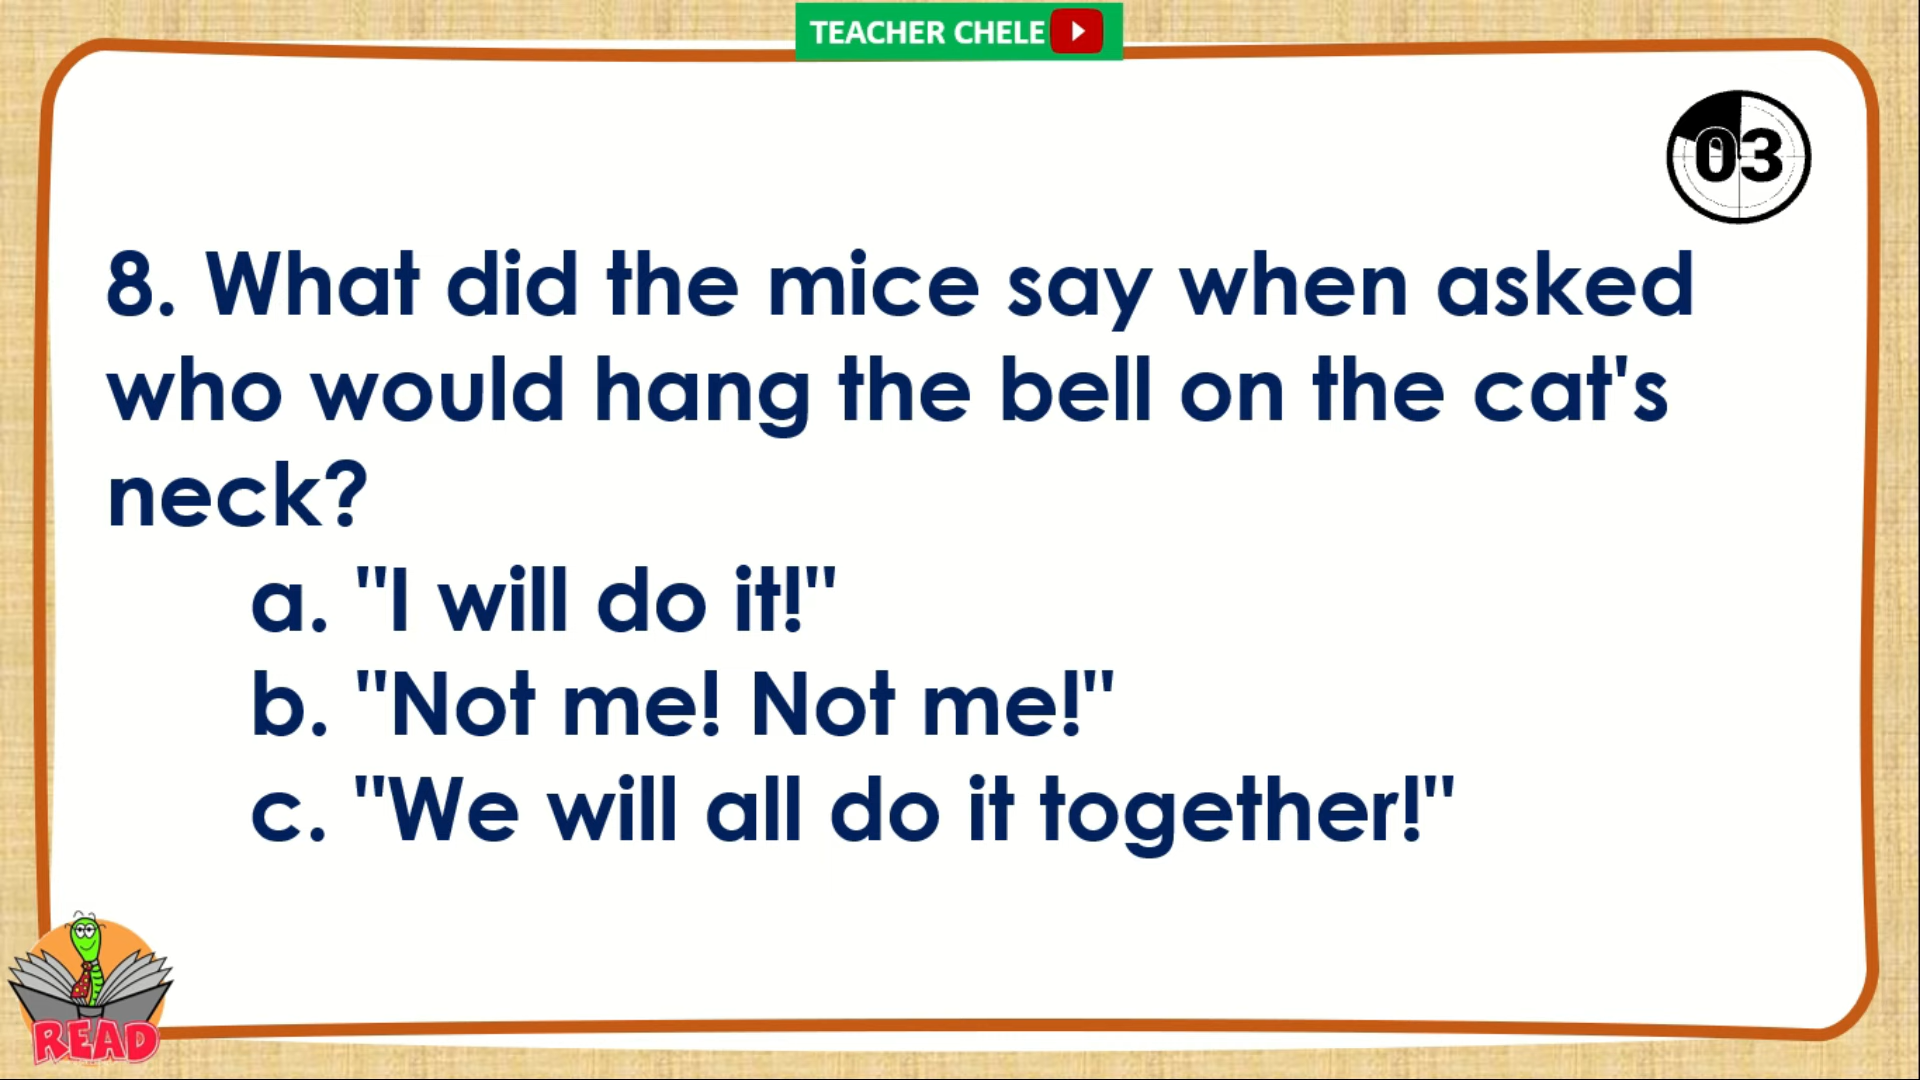 TEACHER CHELE
03
8. What did the mice say when asked
who would hang the bell on the cat's
neck?
a. "I will do it!"
b. "Not me! Not me!"
c. "We will all do it together!"
READ